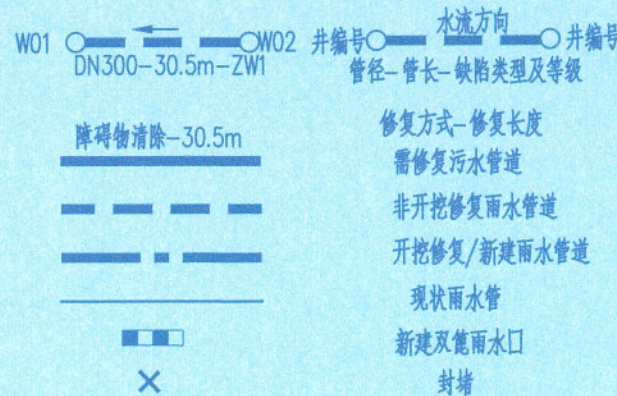 W01 W02 井编号 水流方向 井编号
DN300-30.5m-ZW1 管径-管长-缺陷类型及等级
障碍物清除-30.5m 修复方式-修复长度
需修复污水管道
非开挖修复雨水管道
开挖修复/新建雨水管道
现状雨水管
新建双篦雨水口
封堵